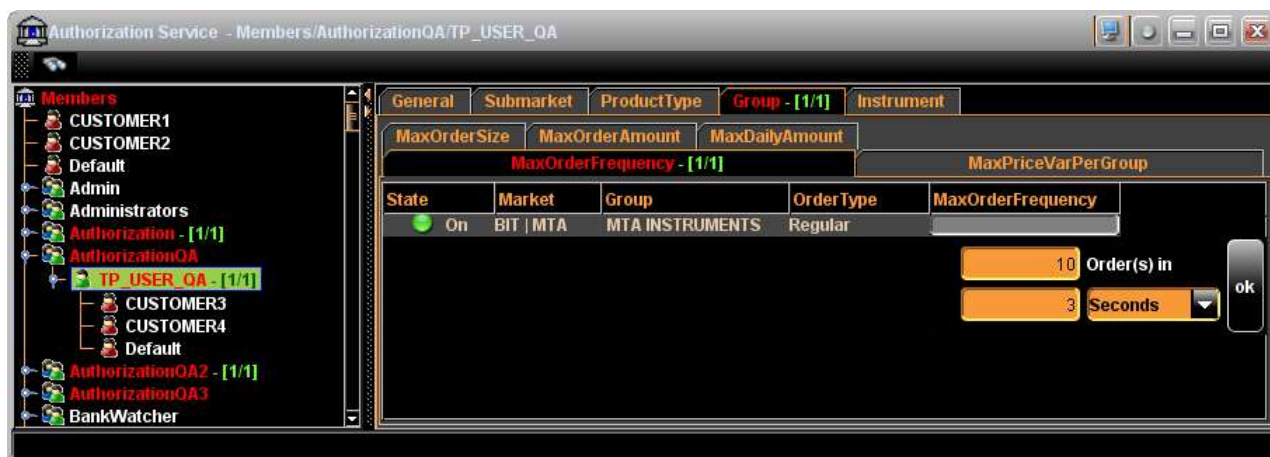 Authorization Service - Members/AuthorizationQA/TP_USER_QA
Members
CUSTOMER1
CUSTOMER2
Default
Admin
Administrators
Authorization - [1/1]
AuthorizationQA
TP_USER_QA - [1/1]
CUSTOMER3
CUSTOMER4
Default
AuthorizationQA2 - [1/1]
AuthorizationQA3
BankWatcher
General Submarket ProductType Group - [1/1] Instrument
MaxOrderSize MaxOrderAmount MaxDailyAmount
MaxOrderFrequency - [1/1] MaxPriceVarPerGroup
State Market Group OrderType MaxOrderFrequency
On BIT | MTA MTA INSTRUMENTS Regular
10 Order(s) in
3 Seconds
ok